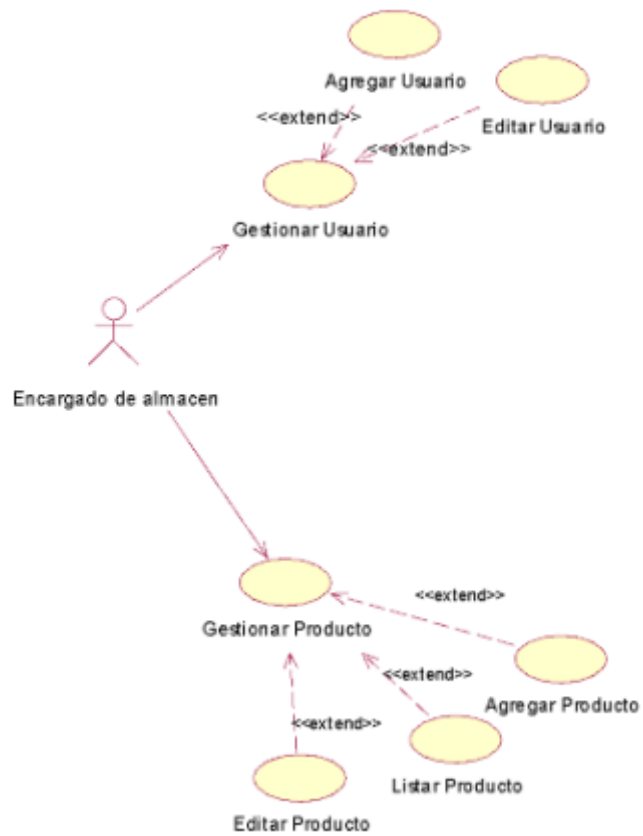 Agregar Usuario
Editar Usuario
<<extend>>
<<extend>>
Gestionar Usuario
Encargado de almacen
Gestionar Producto
<<extend>>
<<extend>>
Agregar Producto
<<extend>>
Listar Producto
Editar Producto